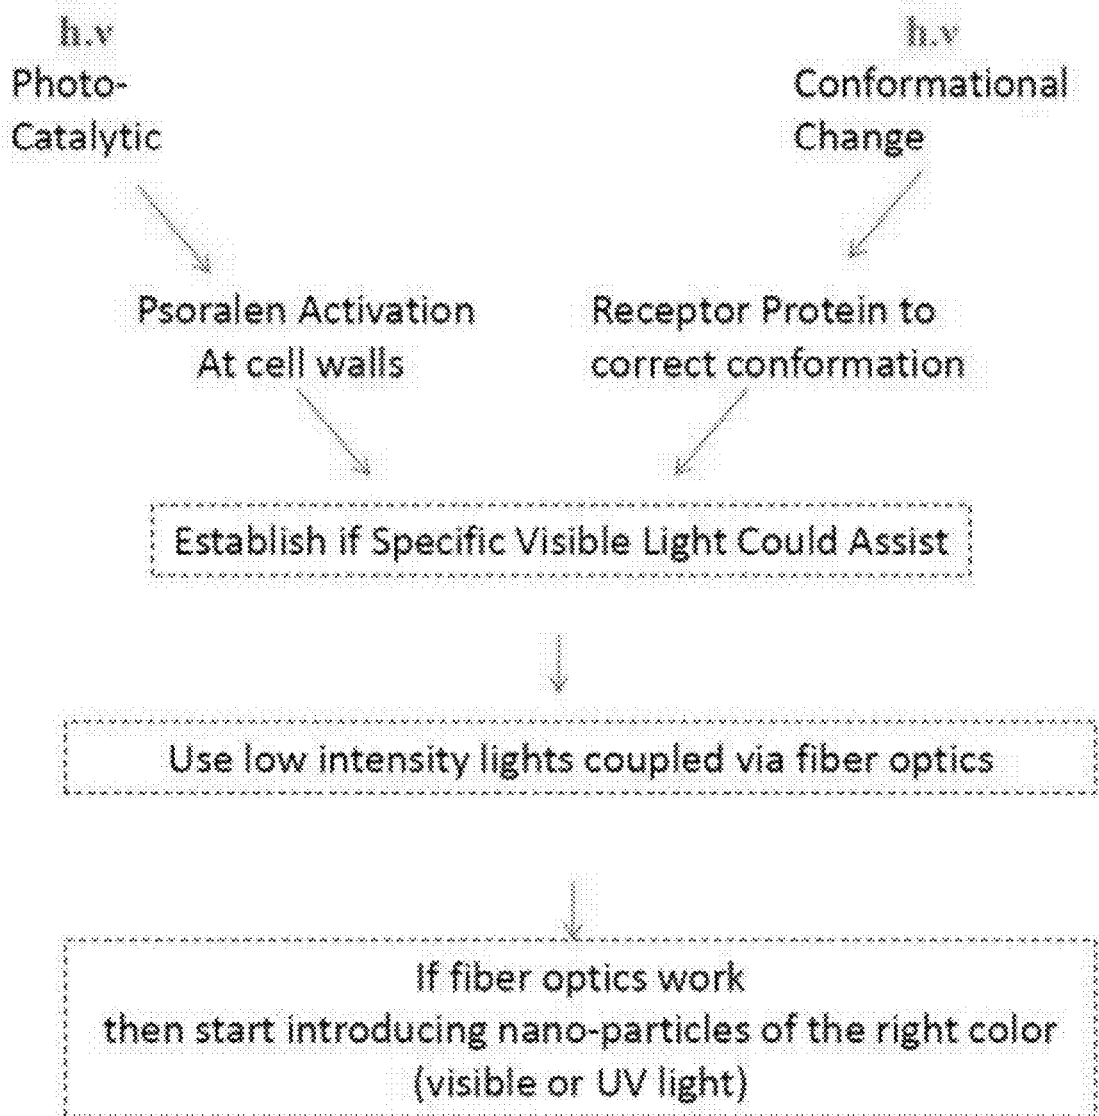 h.ν
Photo-
Catalytic
h.ν
Conformational
Change
Psoralen Activation
At cell walls
Receptor Protein to
correct conformation
Establish if Specific Visible Light Could Assist
Use low intensity lights coupled via fiber optics
If fiber optics work
then start introducing nano-particles of the right color
(visible or UV light)